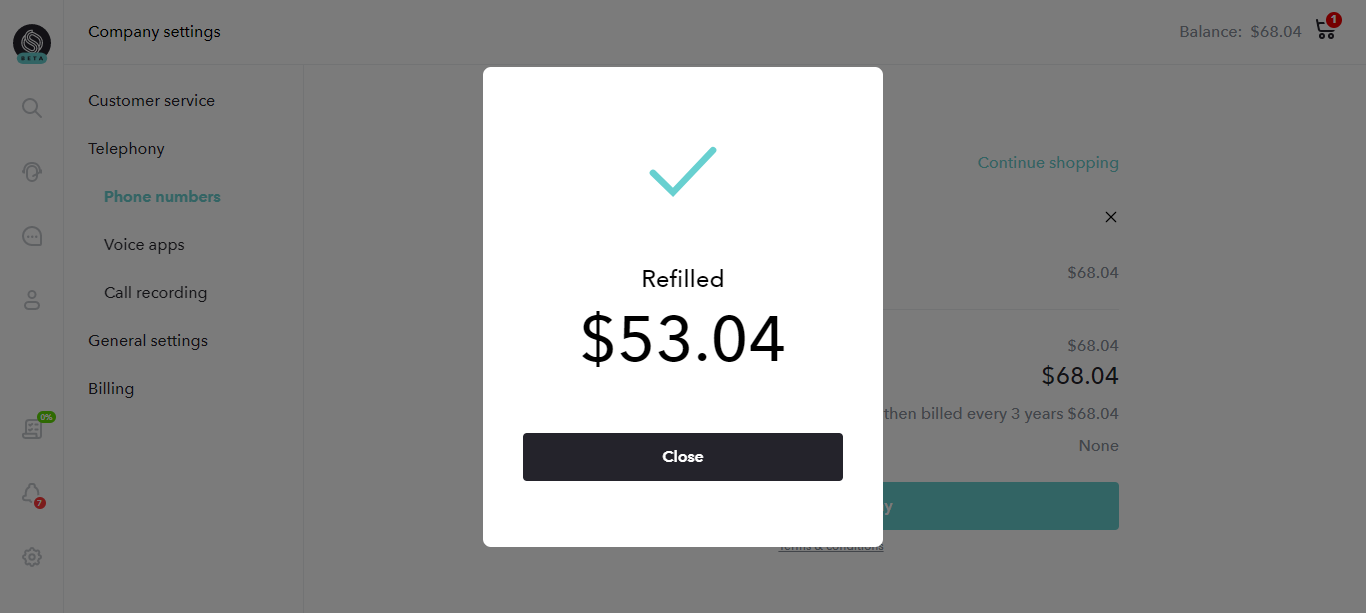 Company settings
Balance: $68.04
1
BETA
Customer service
Telephony
Phone numbers
Voice apps
Call recording
General settings
Billing
0%
7
Continue shopping
$68.04
$68.04
$68.04
then billed every 3 years $68.04
None
Terms & conditions
Refilled
$53.04
Close